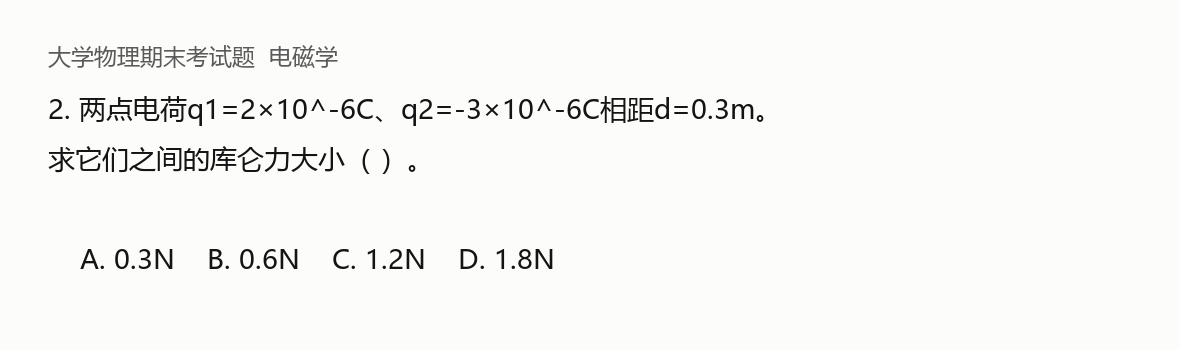 大学物理期末考试题 电磁学
2. 两点电荷q1=2×10^-6C、q2=-3×10^-6C相距d=0.3m。
求它们之间的库仑力大小（ ）。
A. 0.3N B. 0.6N C. 1.2N D. 1.8N